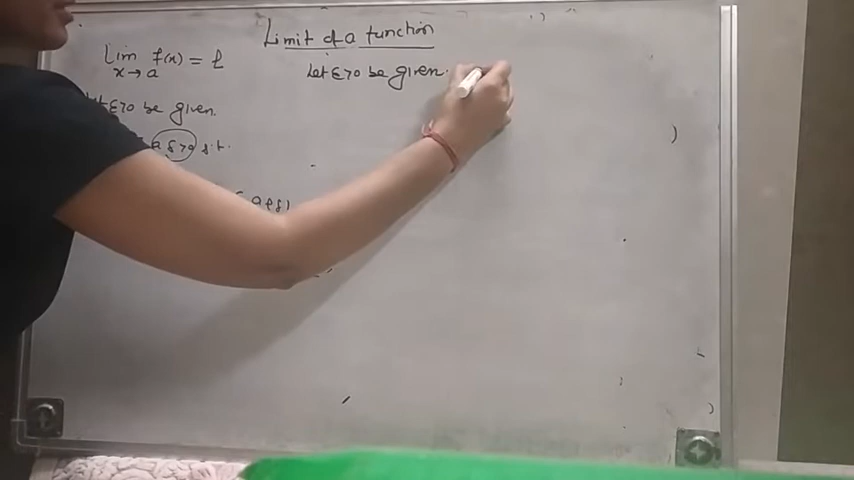 Limit of a function
Lim f(x) = l
x→a
Let ε>0 be given.
Let ε>0 be given.
δ>0 s.t.